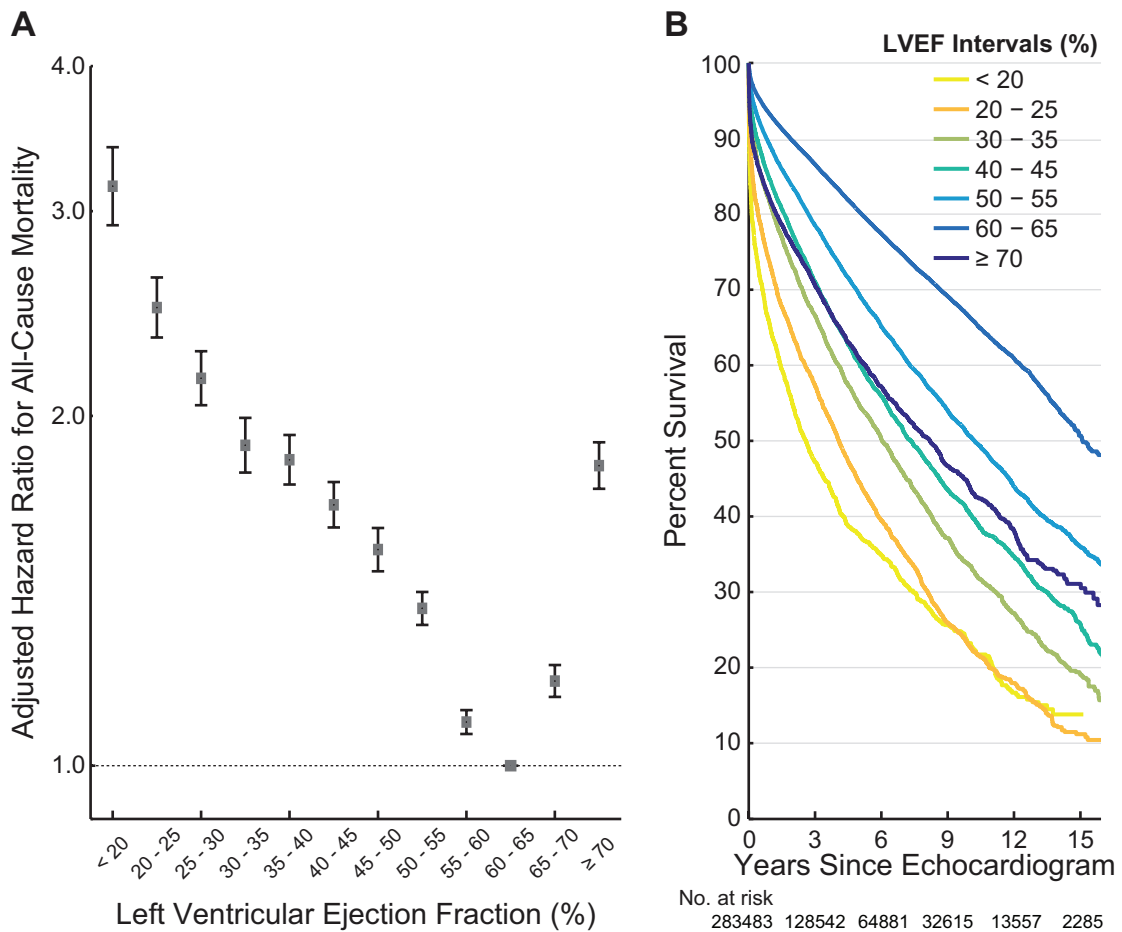 A
Adjusted Hazard Ratio for All-Cause Mortality
4.0
3.0
2.0
1.0
< 20
20 - 25
25 - 30
30 - 35
35 - 40
40 - 45
45 - 50
50 - 55
55 - 60
60 - 65
65 - 70
≥ 70
Left Ventricular Ejection Fraction (%)
B
LVEF Intervals (%)
< 20
20 − 25
30 − 35
40 − 45
50 − 55
60 − 65
≥ 70
Percent Survival
100
90
80
70
60
50
40
30
20
10
0
0 3 6 9 12 15
Years Since Echocardiogram
No. at risk
283483 128542 64881 32615 13557 2285